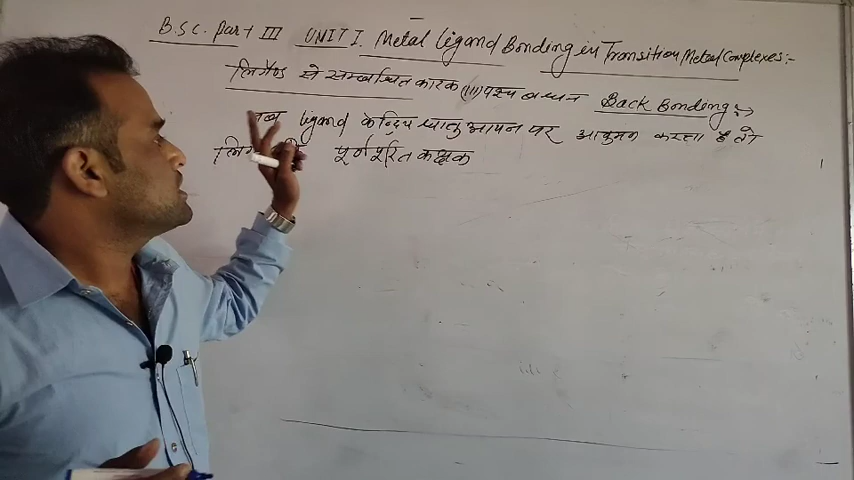 B.SC. Part III UNIT I. Metal ligand Bonding in Transition Metal Complexes:-
लिगेण्ड से सम्बन्धित कारक (III) पश्च बन्धन Back Bonding :->
जब ligand केन्द्रिय धातु आयन पर आक्रमण करता है तो
पूर्ण पूरित कक्षक